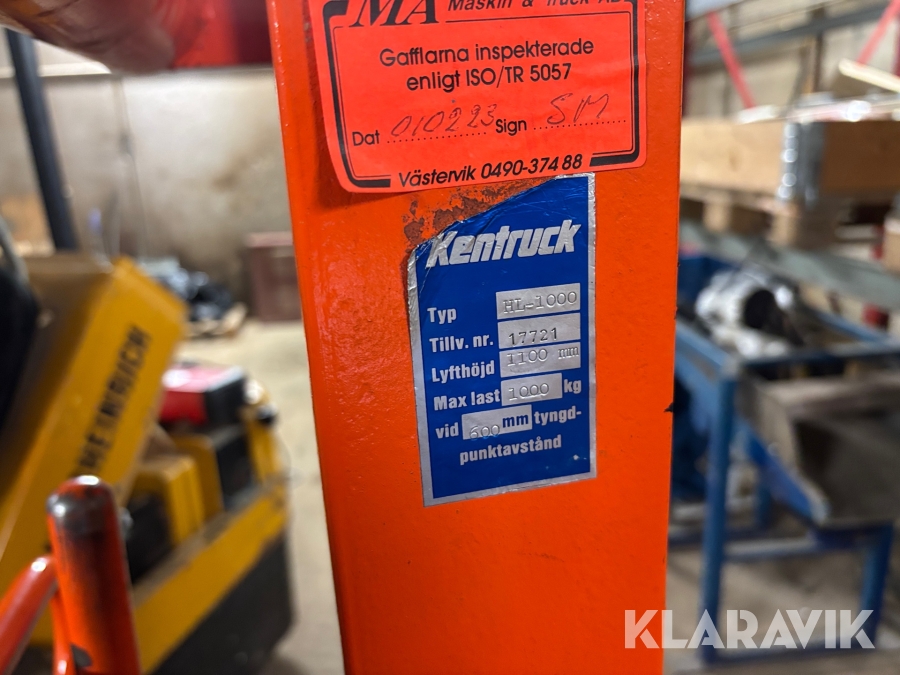 MA Maskin & Truck AB
Gafflarna inspekterade
enligt ISO/TR 5057
Dat 010223 Sign SM
Västervik 0490-374 88
Kentruck
Typ HL-1000
Tillv. nr. 17721
Lyfthöjd 1100 mm
Max last 1000 kg
vid 600 mm tyngd-
punktavstånd
KLARAVIK